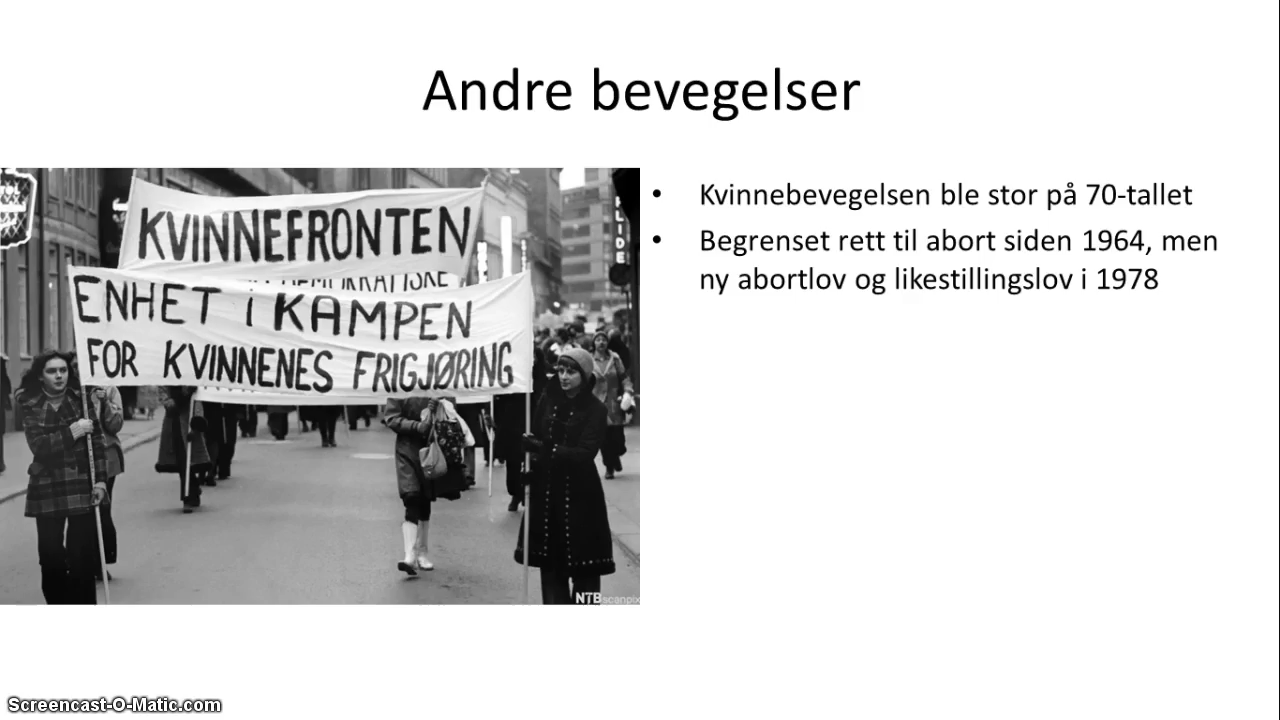 Andre bevegelser
KVINNEFRONTEN
DEMOKRATISKE
ENHET i KAMPEN
FOR KVINNENES FRIGJØRING
NTBscanpix
• Kvinnebevegelsen ble stor på 70-tallet
• Begrenset rett til abort siden 1964, men
ny abortlov og likestillingslov i 1978
Screencast-O-Matic.com